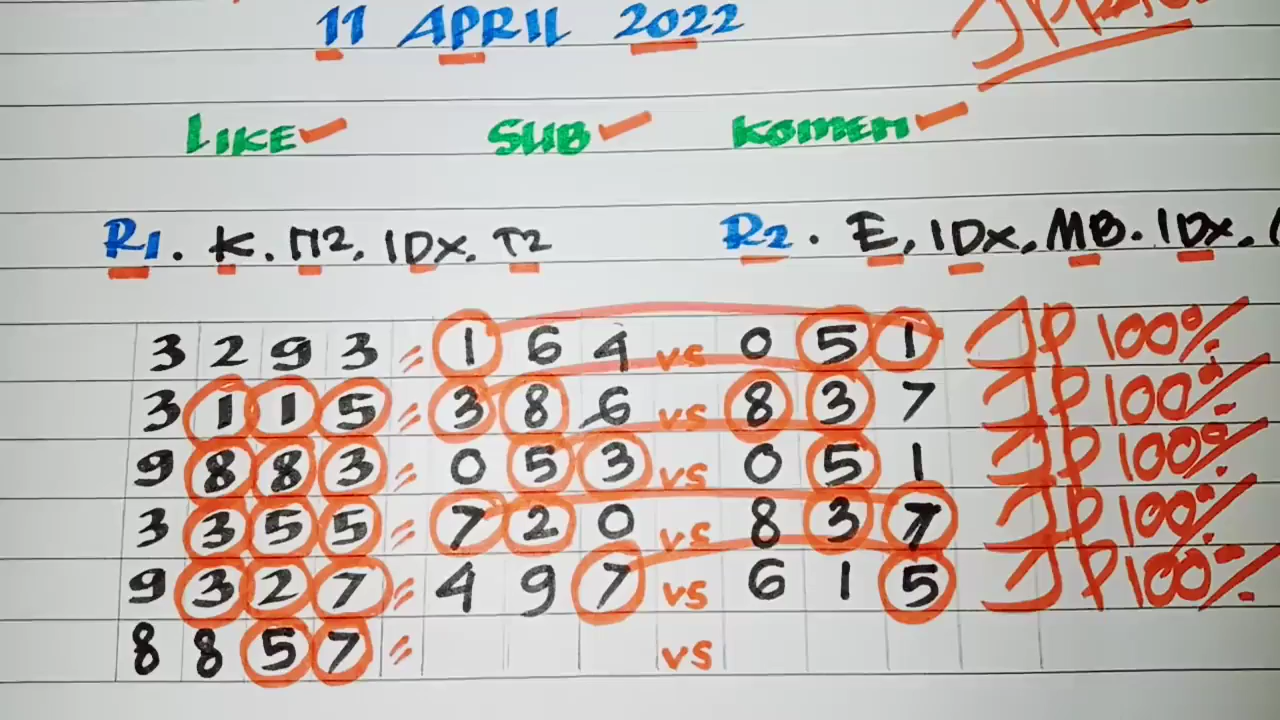 11 APRIL 2022
LIKE SUB KOMEN
R1. K. M2, IDX, T2 R2. E, IDX, MB. IDX,
3 2 9 3 = 1 6 4 vs 0 5 1 JP 100%
3 1 1 5 = 3 8 6 vs 8 3 7 JP 100%
9 8 8 3 = 0 5 3 vs 0 5 1 JP 100%
3 3 5 5 = 7 2 0 vs 8 3 7 JP 100%
9 3 2 7 = 4 9 7 vs 6 1 5 JP 100%
8 8 5 7 = vs